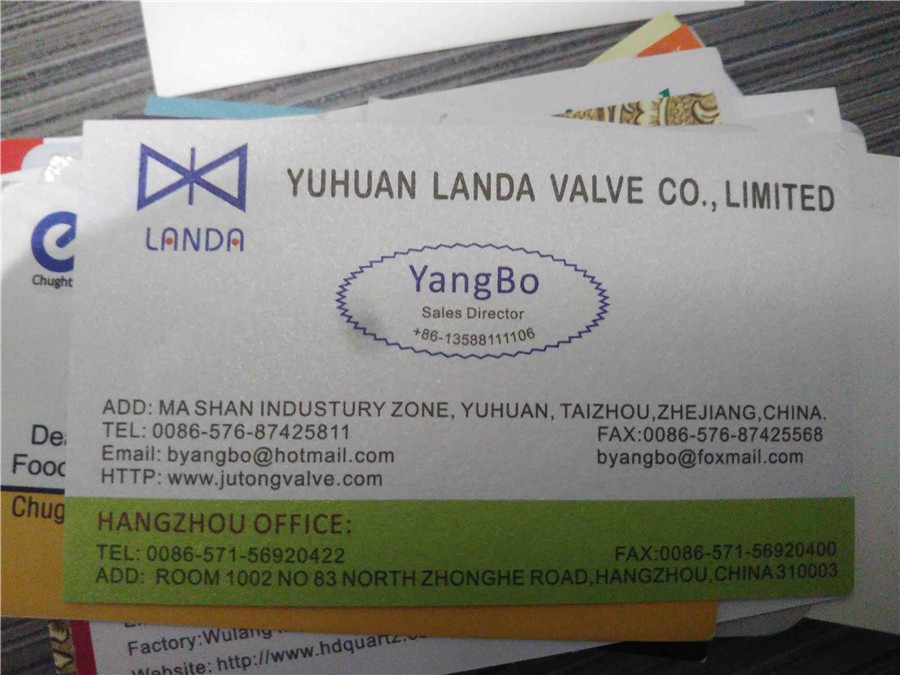 LANDA
YUHUAN LANDA VALVE CO., LIMITED
YangBo
Sales Director
+86-13588111106
ADD: MA SHAN INDUSTURY ZONE, YUHUAN, TAIZHOU,ZHEJIANG,CHINA.
TEL: 0086-576-87425811 FAX:0086-576-87425568
Email: byangbo@hotmail.com byangbo@foxmail.com
HTTP: www.jutongvalve.com
HANGZHOU OFFICE:
TEL: 0086-571-56920422 FAX:0086-571-56920400
ADD: ROOM 1002 NO 83 NORTH ZHONGHE ROAD,HANGZHOU,CHINA 310003
Chught
Food
Chug
Factory:Wulang
Website: http://www.hdquartz.co